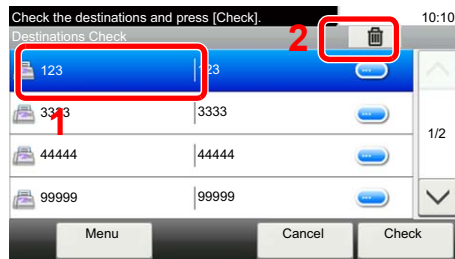 Check the destinations and press [Check]. 10:10
Destinations Check 2
123 123
3333 3333
1
1/2
44444 44444
99999 99999
Menu Cancel Check